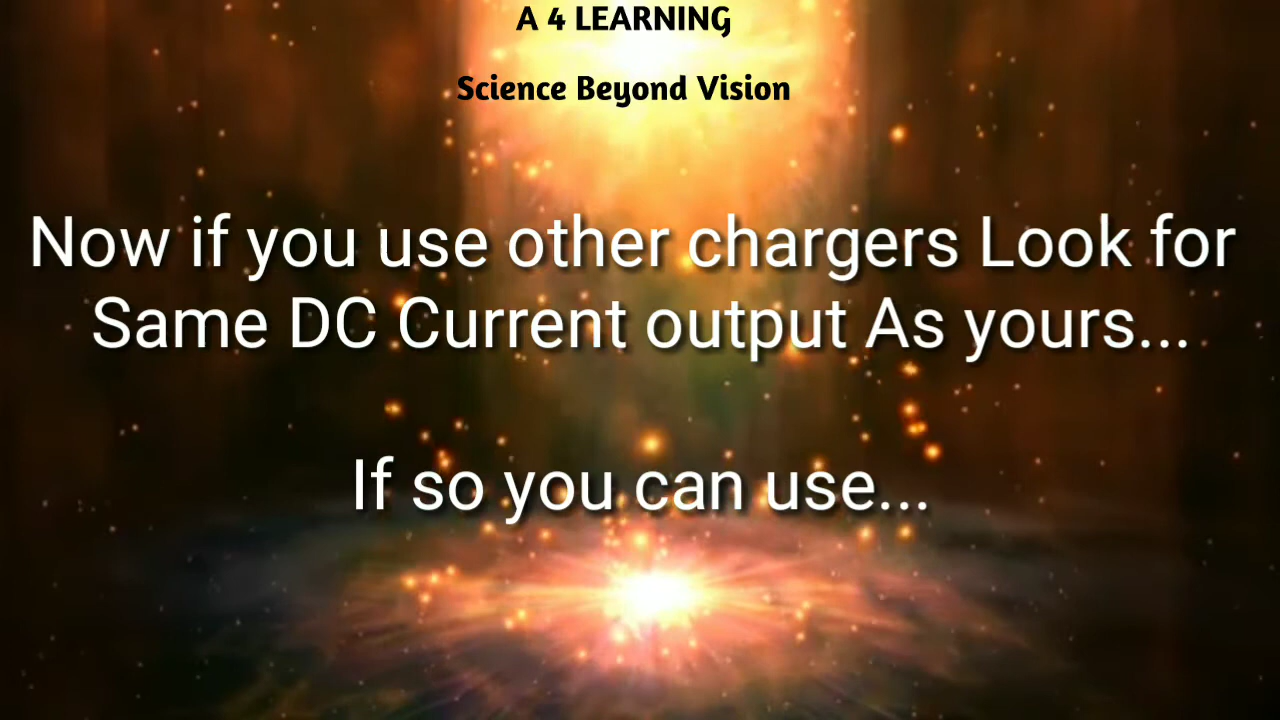 A 4 LEARNING
Science Beyond Vision
Now if you use other chargers Look for
Same DC Current output As yours...
If so you can use...